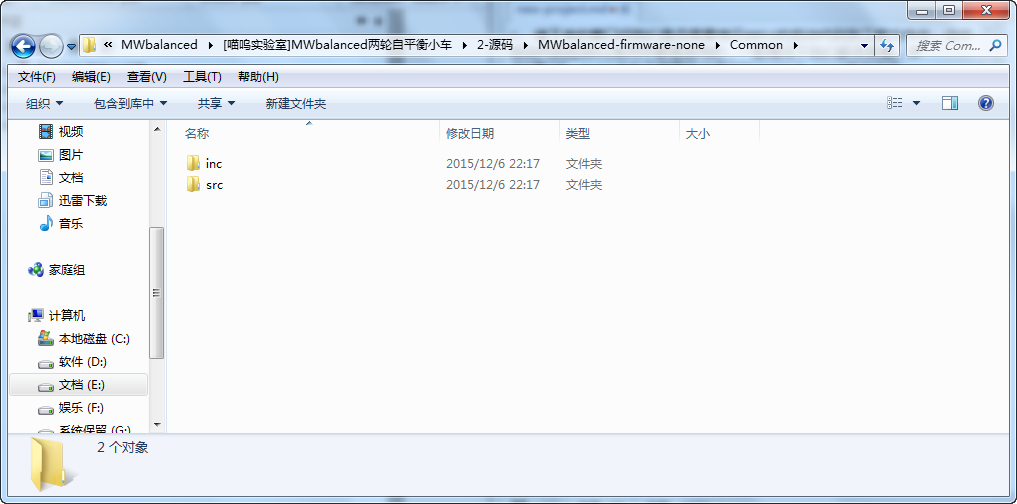 « MWbalanced ▸ [喵呜实验室]MWbalanced两轮自平衡小车 ▸ 2-源码 ▸ MWbalanced-firmware-none ▸ Common ▸ 搜索 Com...
文件(F) 编辑(E) 查看(V) 工具(T) 帮助(H)
组织 包含到库中 共享 新建文件夹
名称 修改日期 类型 大小
inc 2015/12/6 22:17 文件夹
src 2015/12/6 22:17 文件夹
视频
图片
文档
迅雷下载
音乐
家庭组
计算机
本地磁盘 (C:)
软件 (D:)
文档 (E:)
娱乐 (F:)
系统保留 (G:)
2 个对象